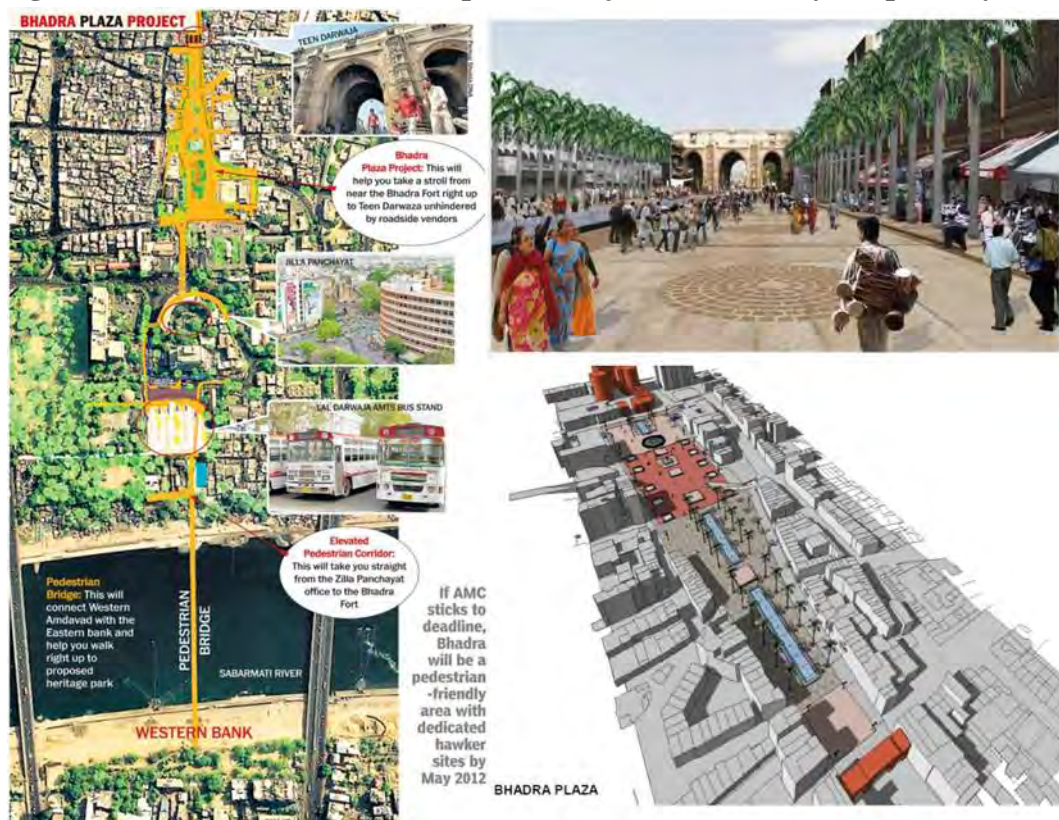 BHADRA PLAZA PROJECT
TEEN DARWAJA
Bhadra
Plaza Project: This will
help you take a stroll from
near the Bhadra Fort right up
to Teen Darwaza unhindered
by roadside vendors
JILLA PANCHAYAT
LAL DARWAJA AMTS BUS STAND
Elevated
Pedestrian Corridor:
This will take you straight
from the Zilla Panchayat
office to the Bhadra
Fort
Pedestrian
Bridge: This will
connect Western
Amdavad with the
Eastern bank and
help you walk
right up to
proposed
heritage park
PEDESTRIAN
BRIDGE
SABARMATI RIVER
WESTERN BANK
If AMC
sticks to
deadline,
Bhadra
will be a
pedestrian
-friendly
area with
dedicated
hawker
sites by
May 2012
BHADRA PLAZA